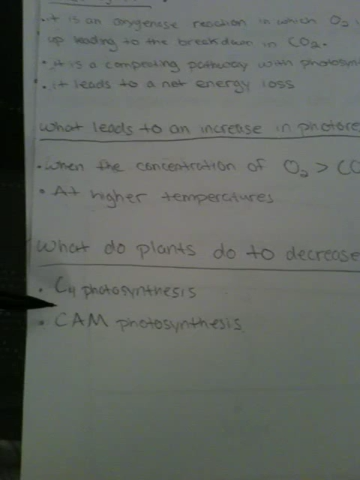 • it is an oxygenase reaction in which O2
up leading to the breakdown in CO2.
• it is a competing pathway with photosyn
• it leads to a net energy loss
What leads to an increase in photore
• When the concentration of O2 > CO
• At higher temperatures
What do plants do to decrease
• C4 photosynthesis
• CAM photosynthesis